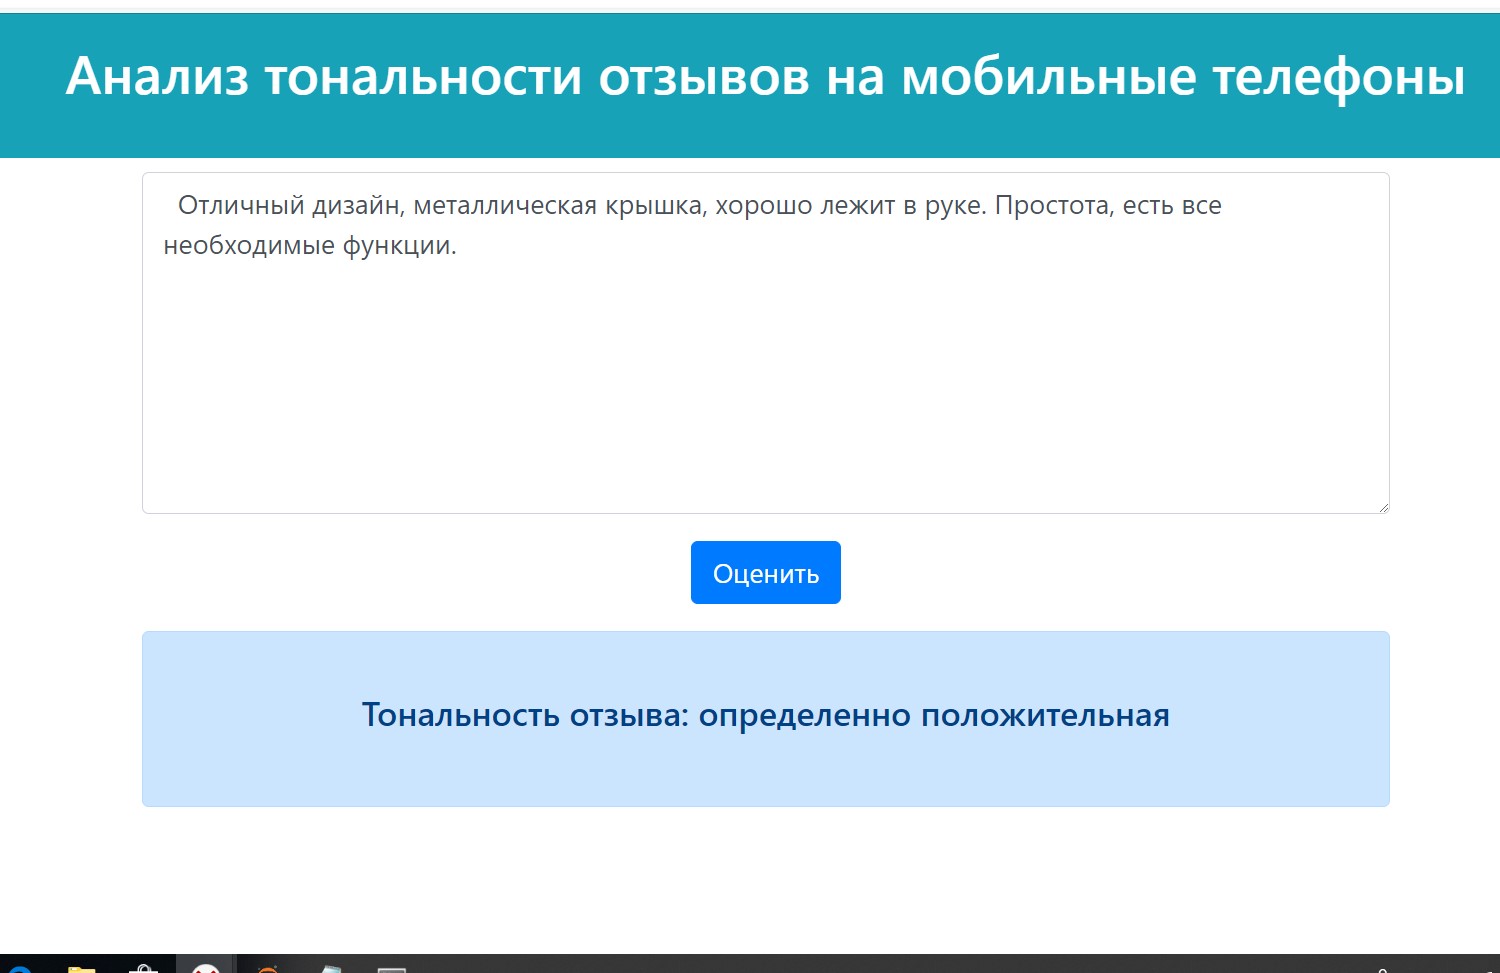 Анализ тональности отзывов на мобильные телефоны
Отличный дизайн, металлическая крышка, хорошо лежит в руке. Простота, есть все
необходимые функции.
Оценить
Тональность отзыва: определенно положительная